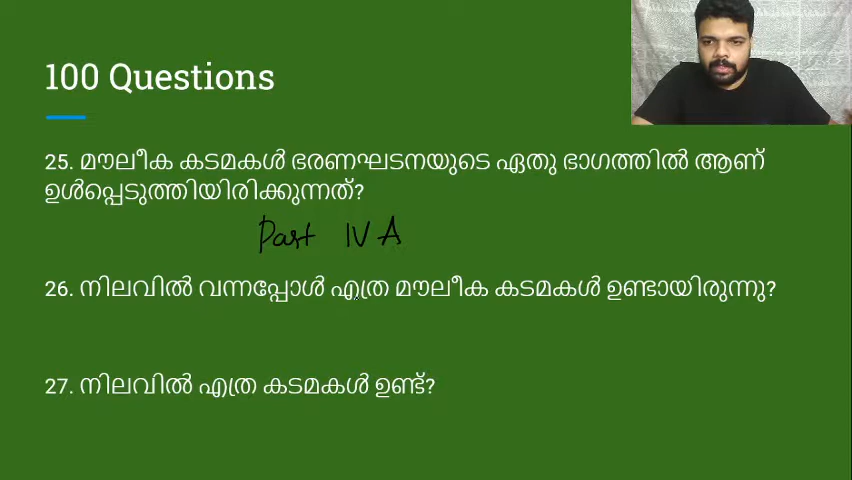 100 Questions
25. മൗലീക കടമകൾ ഭരണഘടനയുടെ ഏതു ഭാഗത്തിൽ ആണ്
ഉൾപ്പെടുത്തിയിരിക്കുന്നത്?
Part IV A
26. നിലവിൽ വന്നപ്പോൾ എത്ര മൗലീക കടമകൾ ഉണ്ടായിരുന്നു?
27. നിലവിൽ എത്ര കടമകൾ ഉണ്ട്?